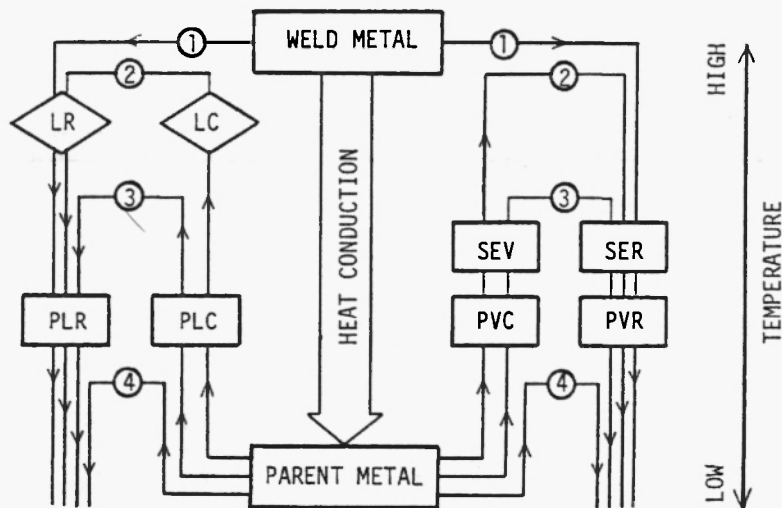 WELD METAL
1
1
2
2
LR
LC
3
3
SEV
SER
PLR
PLC
PVC
PVR
4
4
PARENT METAL
HEAT CONDUCTION
HIGH
TEMPERATURE
LOW